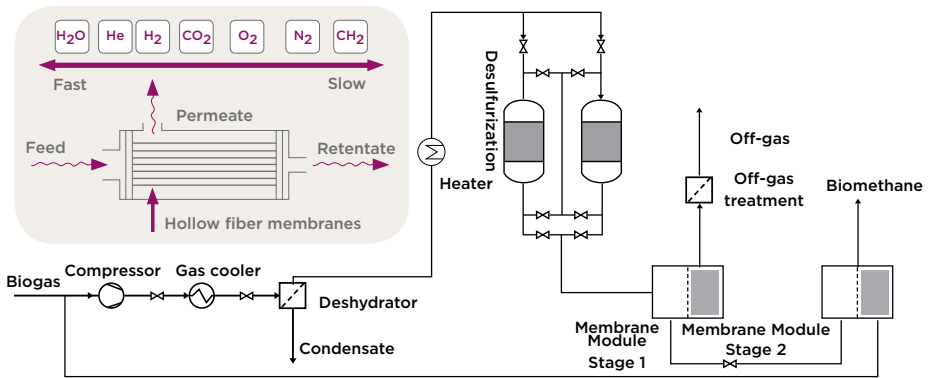 H2O He H2 CO2 O2 N2 CH2
Fast
Slow
Permeate
Feed
Retentate
Hollow fiber membranes
Desulfurization
Heater
Off-gas
Off-gas
treatment
Biomethane
Biogas
Compressor
Gas cooler
Deshydrator
Condensate
Membrane
Module
Stage 1
Membrane Module
Stage 2